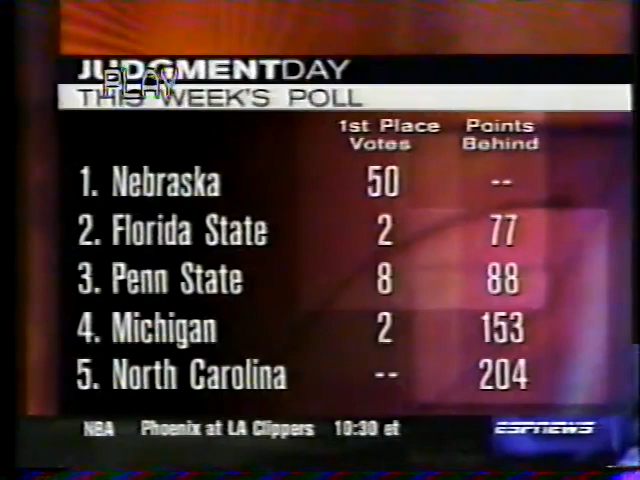 JUDGMENTDAY
PLAY
THIS WEEK'S POLL
1st Place Votes Points Behind
1. Nebraska 50 --
2. Florida State 2 77
3. Penn State 8 88
4. Michigan 2 153
5. North Carolina -- 204
NBA Phoenix at LA Clippers 10:30 et ESPNEWS